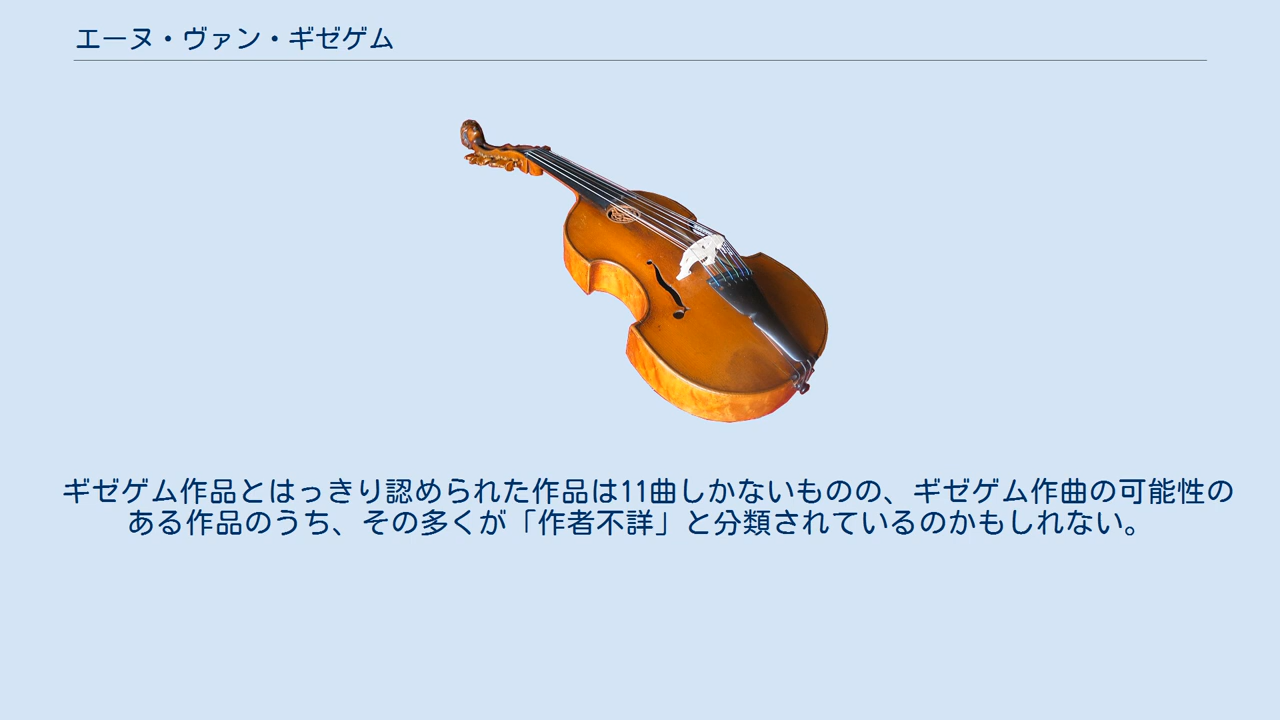 エーヌ・ヴァン・ギゼゲム
ギゼゲム作品とはっきり認められた作品は11曲しかないものの、ギゼゲム作曲の可能性の
ある作品のうち、その多くが「作者不詳」と分類されているのかもしれない。